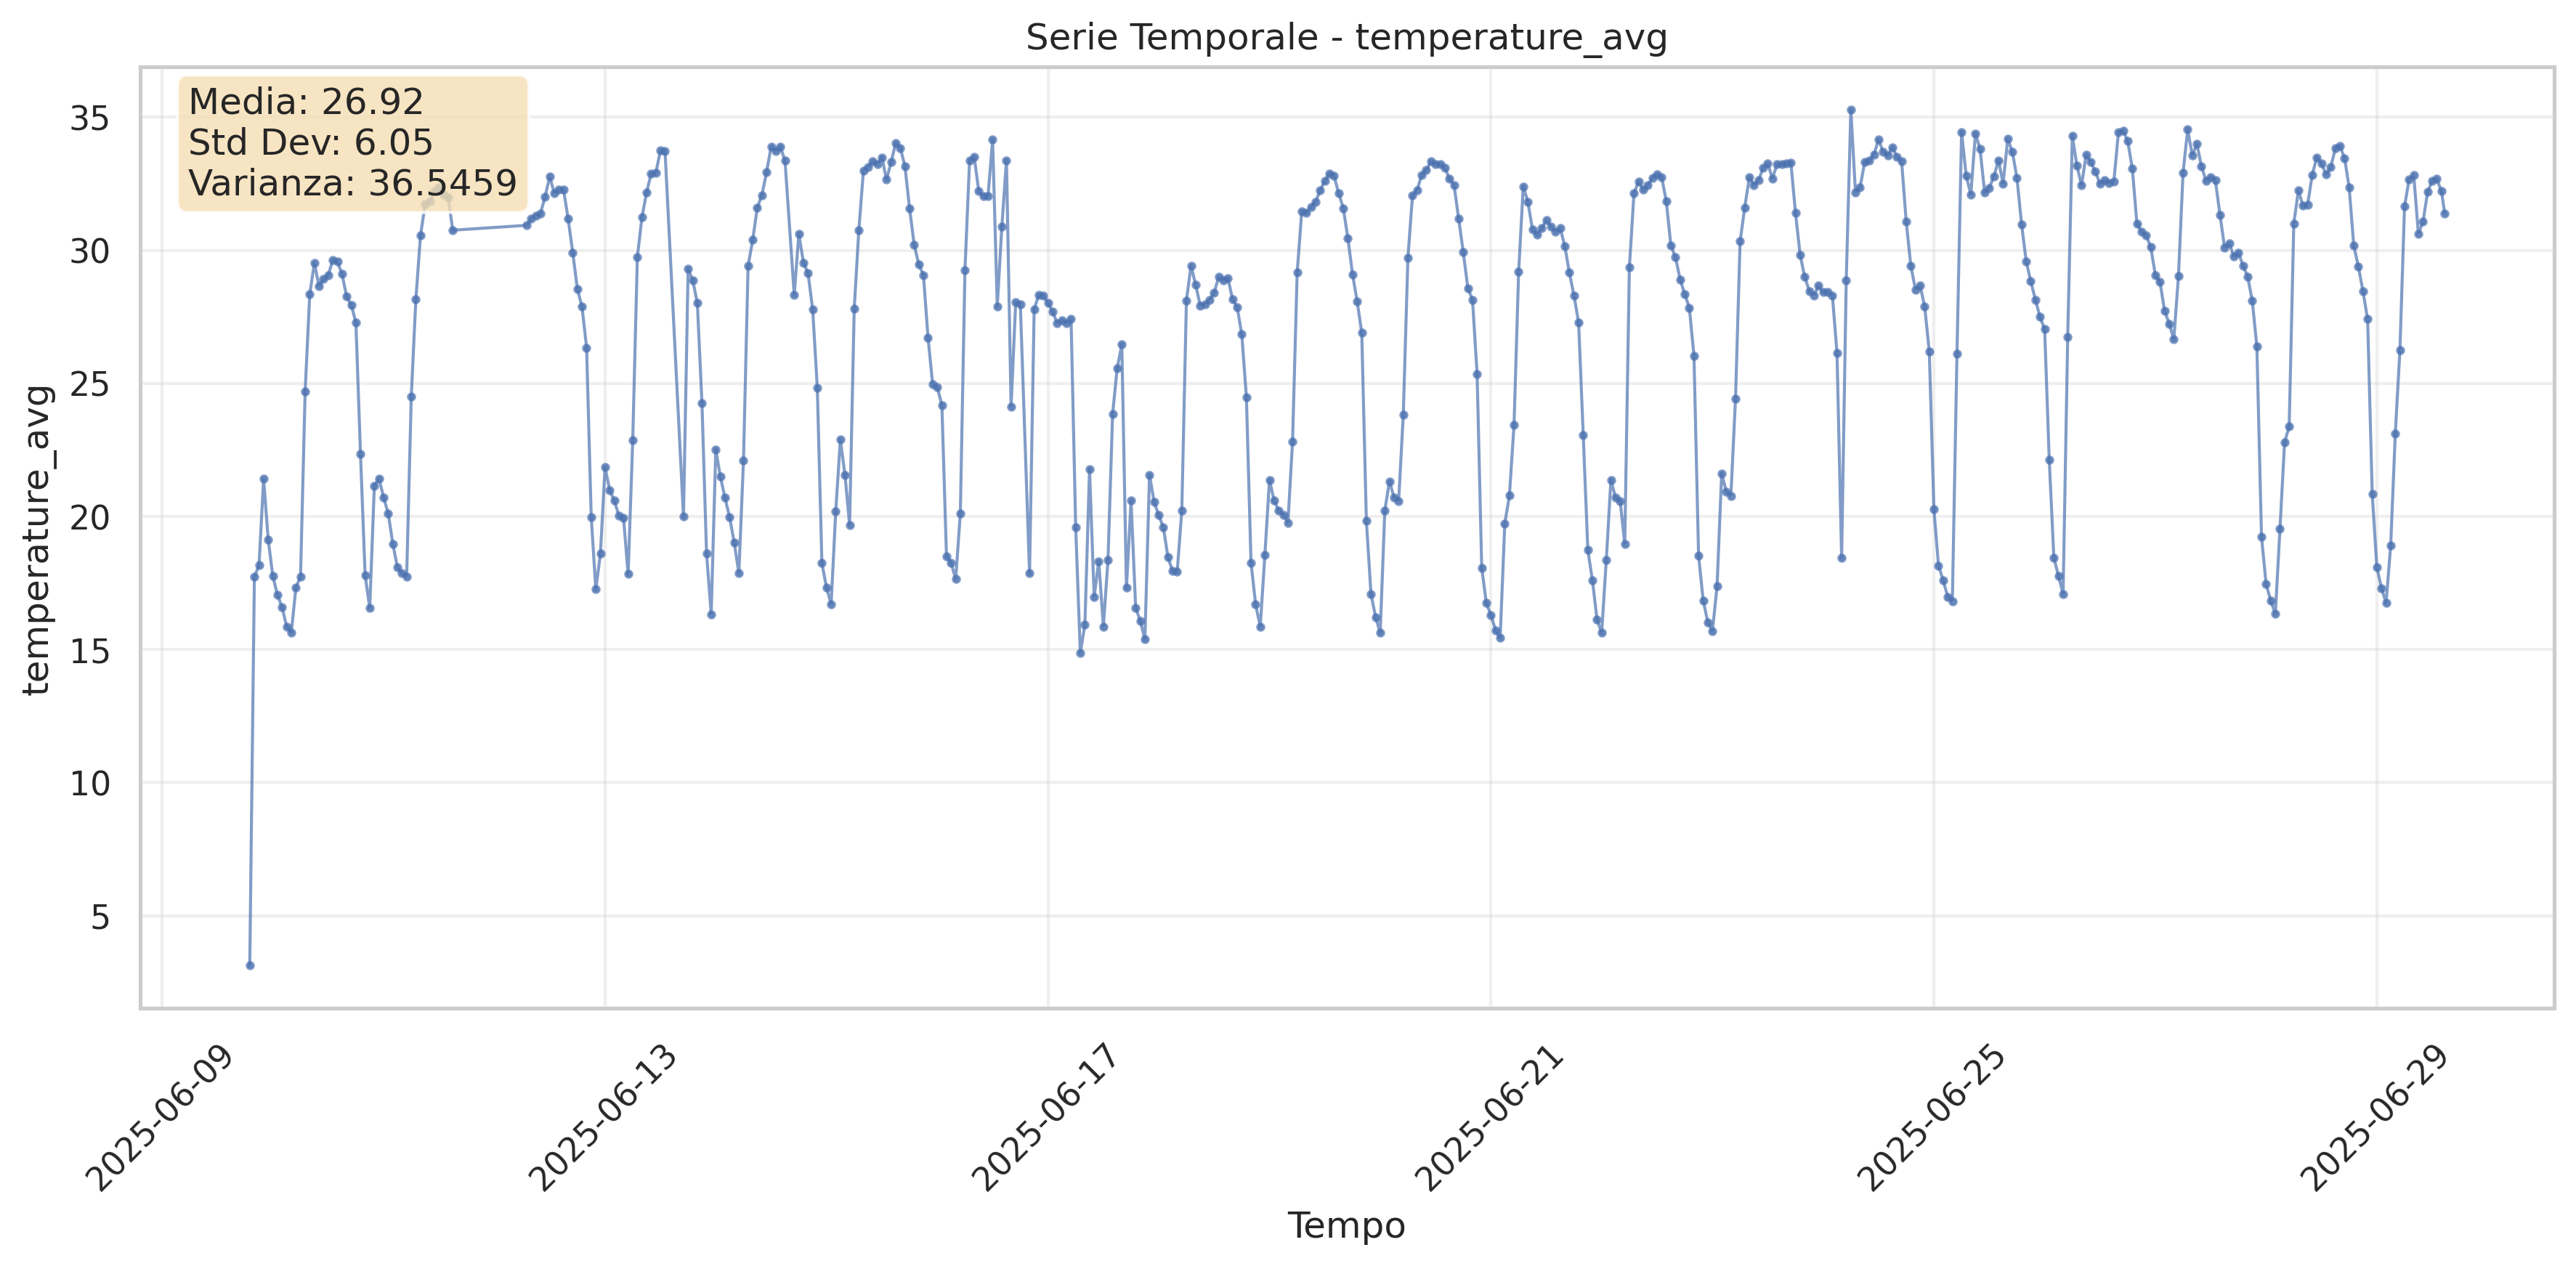 Serie Temporale - temperature_avg
Media: 26.92
Std Dev: 6.05
Varianza: 36.5459
temperature_avg
35
30
25
20
15
10
5
2025-06-09
2025-06-13
2025-06-17
2025-06-21
2025-06-25
2025-06-29
Tempo